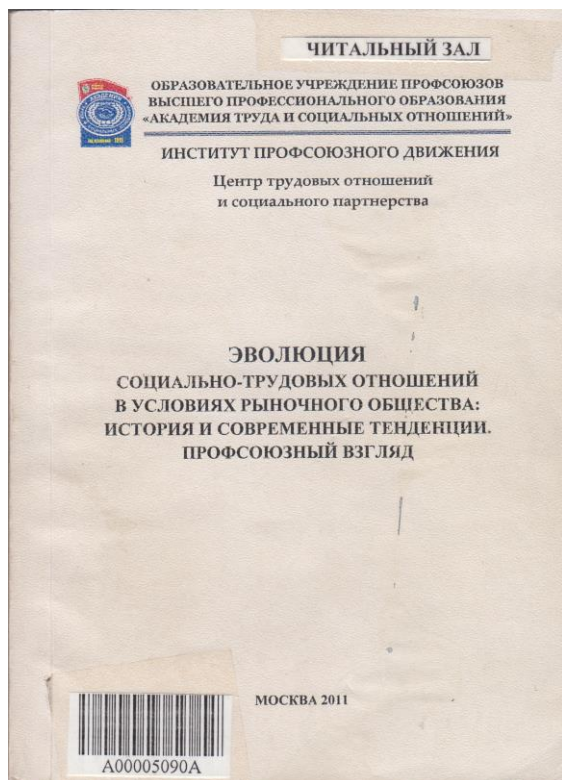 ЧИТАЛЬНЫЙ ЗАЛ
ОБРАЗОВАТЕЛЬНОЕ УЧРЕЖДЕНИЕ ПРОФСОЮЗОВ
ВЫСШЕГО ПРОФЕССИОНАЛЬНОГО ОБРАЗОВАНИЯ
«АКАДЕМИЯ ТРУДА И СОЦИАЛЬНЫХ ОТНОШЕНИЙ»
ИНСТИТУТ ПРОФСОЮЗНОГО ДВИЖЕНИЯ
Центр трудовых отношений
и социального партнерства
ЭВОЛЮЦИЯ
СОЦИАЛЬНО-ТРУДОВЫХ ОТНОШЕНИЙ
В УСЛОВИЯХ РЫНОЧНОГО ОБЩЕСТВА:
ИСТОРИЯ И СОВРЕМЕННЫЕ ТЕНДЕНЦИИ.
ПРОФСОЮЗНЫЙ ВЗГЛЯД
МОСКВА 2011
A00005090A